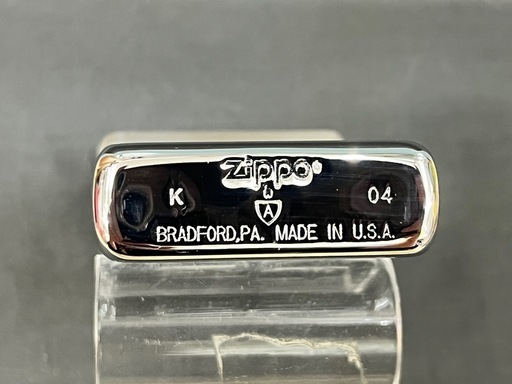 Zippo®
ω
K A 04
BRADFORD,PA. MADE IN U.S.A.